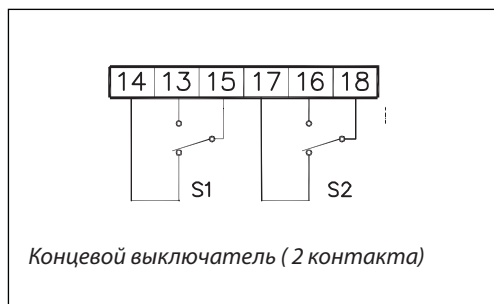 14 13 15 17 16 18
S1 S2
Концевой выключатель ( 2 контакта)